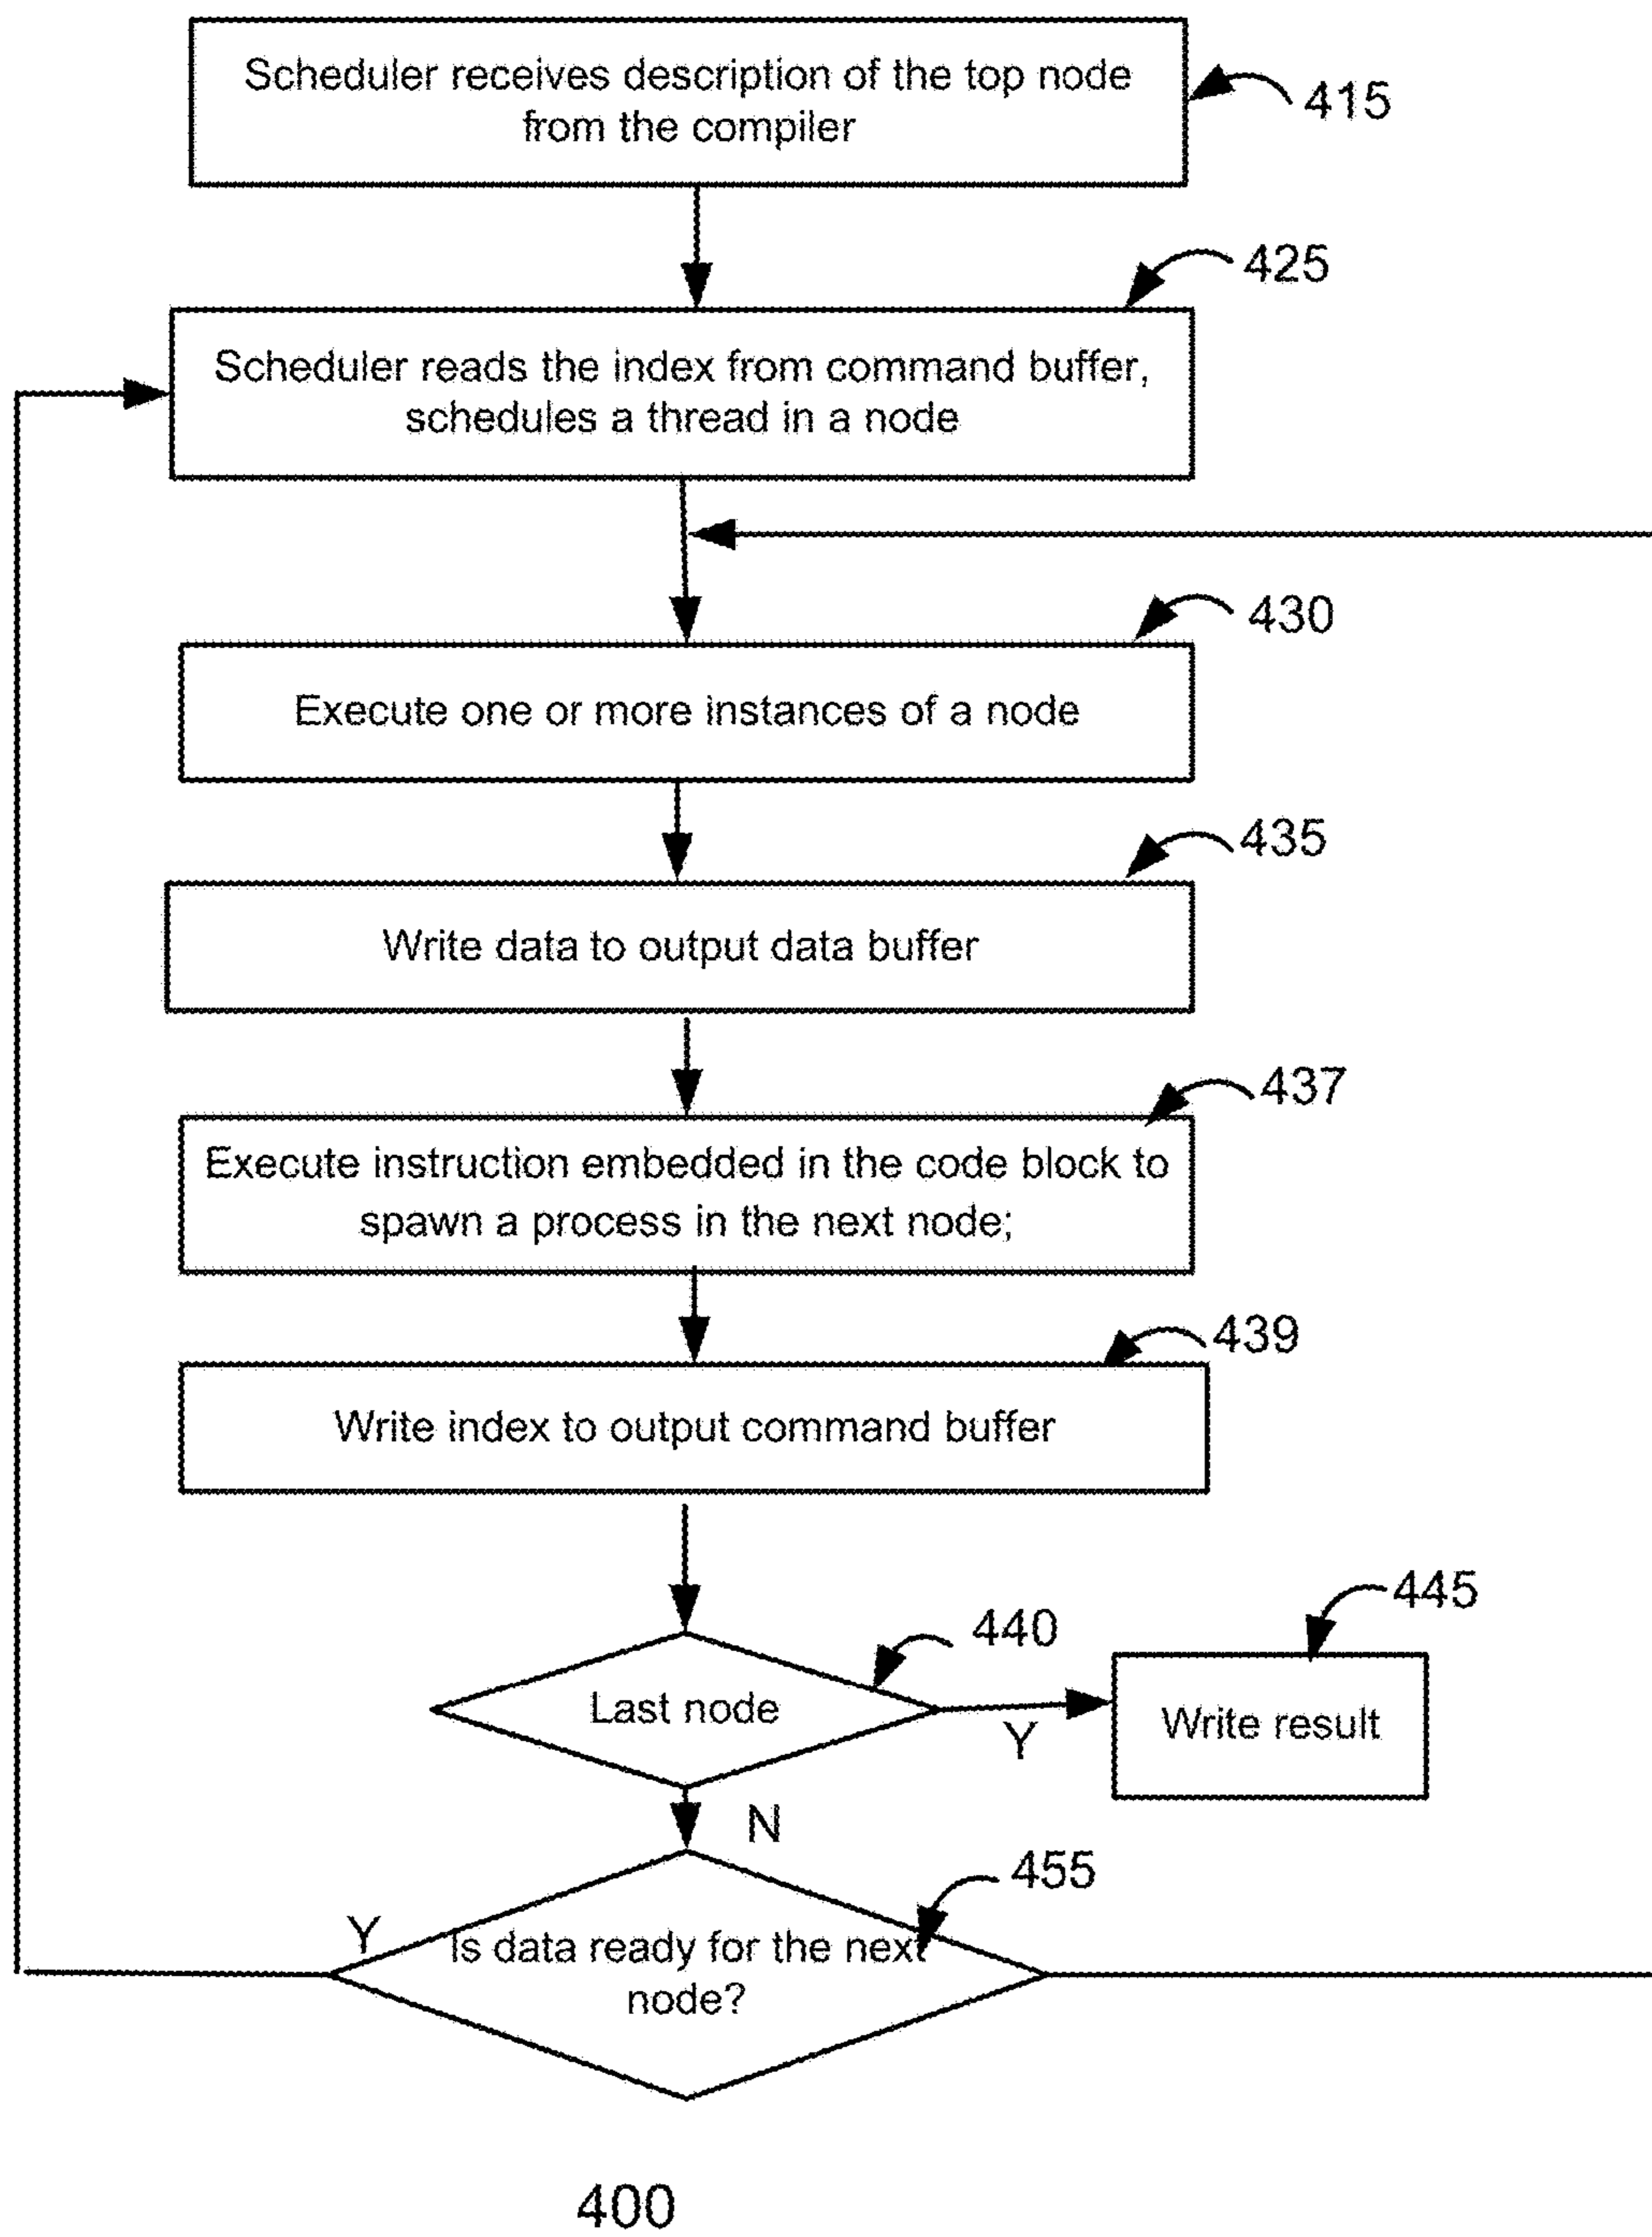 Scheduler receives description of the top node
from the compiler
415
425
Scheduler reads the index from command buffer,
schedules a thread in a node
430
Execute one or more instances of a node
435
Write data to output data buffer
437
Execute instruction embedded in the code block to
spawn a process in the next node;
439
Write index to output command buffer
445
440
Last node
Y
Write result
N
455
Y
Is data ready for the next
node?
400